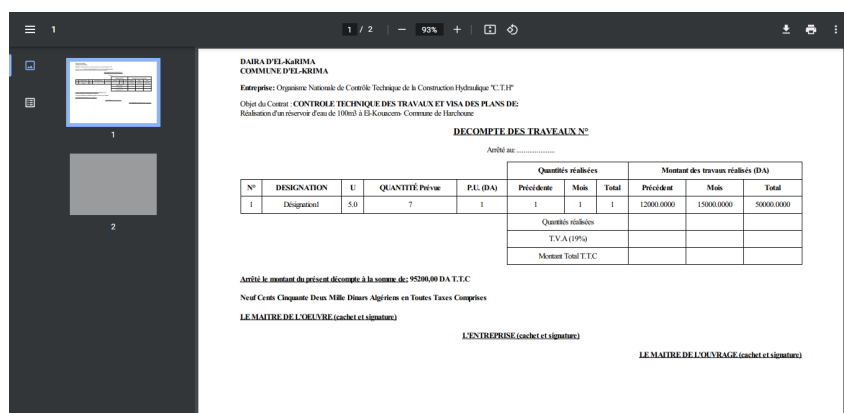 1
1 / 2 — 93% +
1
2
DAIRA D'EL-KaRIMA
COMMUNE D'EL-KRIMA
Entreprise: Organisme Nationale de Contrôle Technique de la Construction Hydraulique "C.T.H"
Objet du Contrat : CONTROLE TECHNIQUE DES TRAVAUX ET VISA DES PLANS DE:
Réalisation d'un réservoir d'eau de 100m3 à El-Kouacem- Commune de Harchoune
DECOMPTE DES TRAVEAUX N°
Arrêté au: ...................
Quantités réalisées Montant des travaux réalisés (DA)
N° DESIGNATION U QUANTITÉ Prévue P.U. (DA) Précédente Mois Total Précédent Mois Total
1 Désignation1 5.0 7 1 1 1 1 12000.0000 15000.0000 50000.0000
Quantités réalisées
T.V.A (19%)
Montant Total T.T.C
Arrêté le montant du présent décompte à la somme de: 95200,00 DA T.T.C
Neuf Cents Cinquante Deux Mille Dinars Algériens en Toutes Taxes Comprises
LE MAITRE DE L'OEUVRE (cachet et signature)
L'ENTREPRISE (cachet et signature)
LE MAITRE DE L'OUVRAGE (cachet et signature)